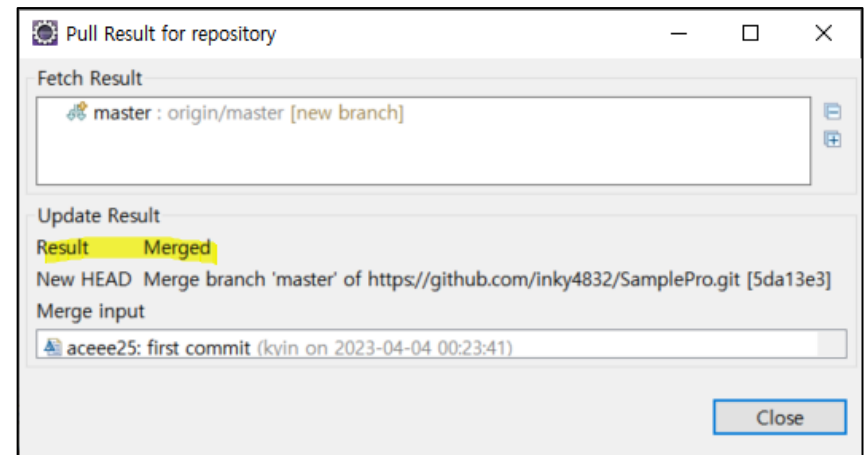 Pull Result for repository
Fetch Result
master : origin/master [new branch]
Update Result
Result Merged
New HEAD Merge branch 'master' of https://github.com/inky4832/SamplePro.git [5da13e3]
Merge input
aceee25: first commit (kyin on 2023-04-04 00:23:41)
Close